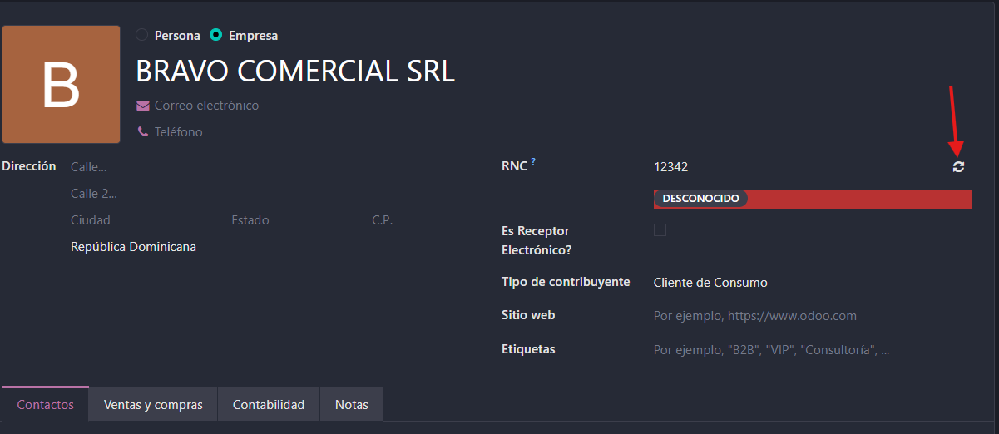 Persona Empresa
B
BRAVO COMERCIAL SRL
Correo electrónico
Teléfono
Dirección
Calle...
Calle 2...
Ciudad Estado C.P.
República Dominicana
RNC ? 12342
DESCONOCIDO
Es Receptor
Electrónico?
Tipo de contribuyente Cliente de Consumo
Sitio web Por ejemplo, https://www.odoo.com
Etiquetas Por ejemplo, "B2B", "VIP", "Consultoría", ...
Contactos Ventas y compras Contabilidad Notas